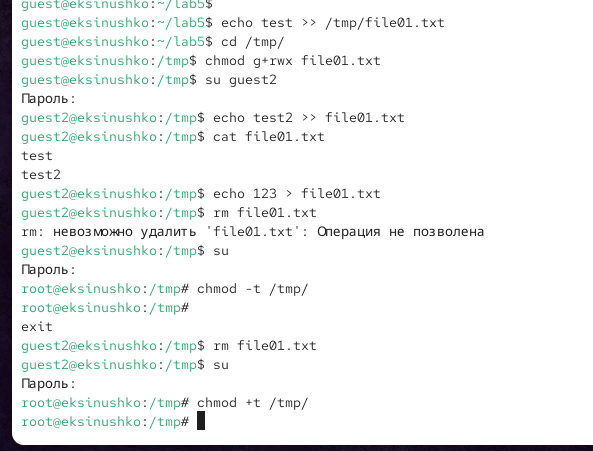 guest@eksinushko:~/lab5$
guest@eksinushko:~/lab5$ echo test >> /tmp/file01.txt
guest@eksinushko:~/lab5$ cd /tmp/
guest@eksinushko:/tmp$ chmod g+rwx file01.txt
guest@eksinushko:/tmp$ su guest2
Пароль:
guest2@eksinushko:/tmp$ echo test2 >> file01.txt
guest2@eksinushko:/tmp$ cat file01.txt
test
test2
guest2@eksinushko:/tmp$ echo 123 > file01.txt
guest2@eksinushko:/tmp$ rm file01.txt
rm: невозможно удалить 'file01.txt': Операция не позволена
guest2@eksinushko:/tmp$ su
Пароль:
root@eksinushko:/tmp# chmod -t /tmp/
root@eksinushko:/tmp#
exit
guest2@eksinushko:/tmp$ rm file01.txt
guest2@eksinushko:/tmp$ su
Пароль:
root@eksinushko:/tmp# chmod +t /tmp/
root@eksinushko:/tmp#